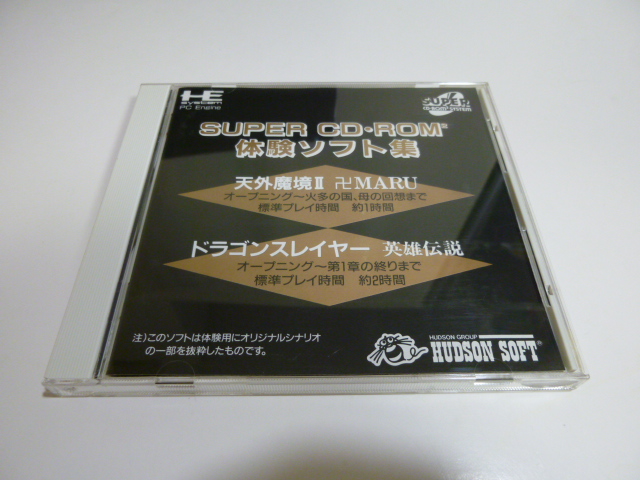 HE
system
PC Engine
SUPER
CD-ROM² SYSTEM
SUPER CD・ROM²
体験ソフト集
天外魔境II 卍MARU
オープニング〜火多の国、母の回想まで
標準プレイ時間 約1時間
ドラゴンスレイヤー 英雄伝説
オープニング〜第1章の終りまで
標準プレイ時間 約2時間
注)このソフトは体験用にオリジナルシナリオ
の一部を抜粋したものです。
HUDSON GROUP
HUDSON SOFT®